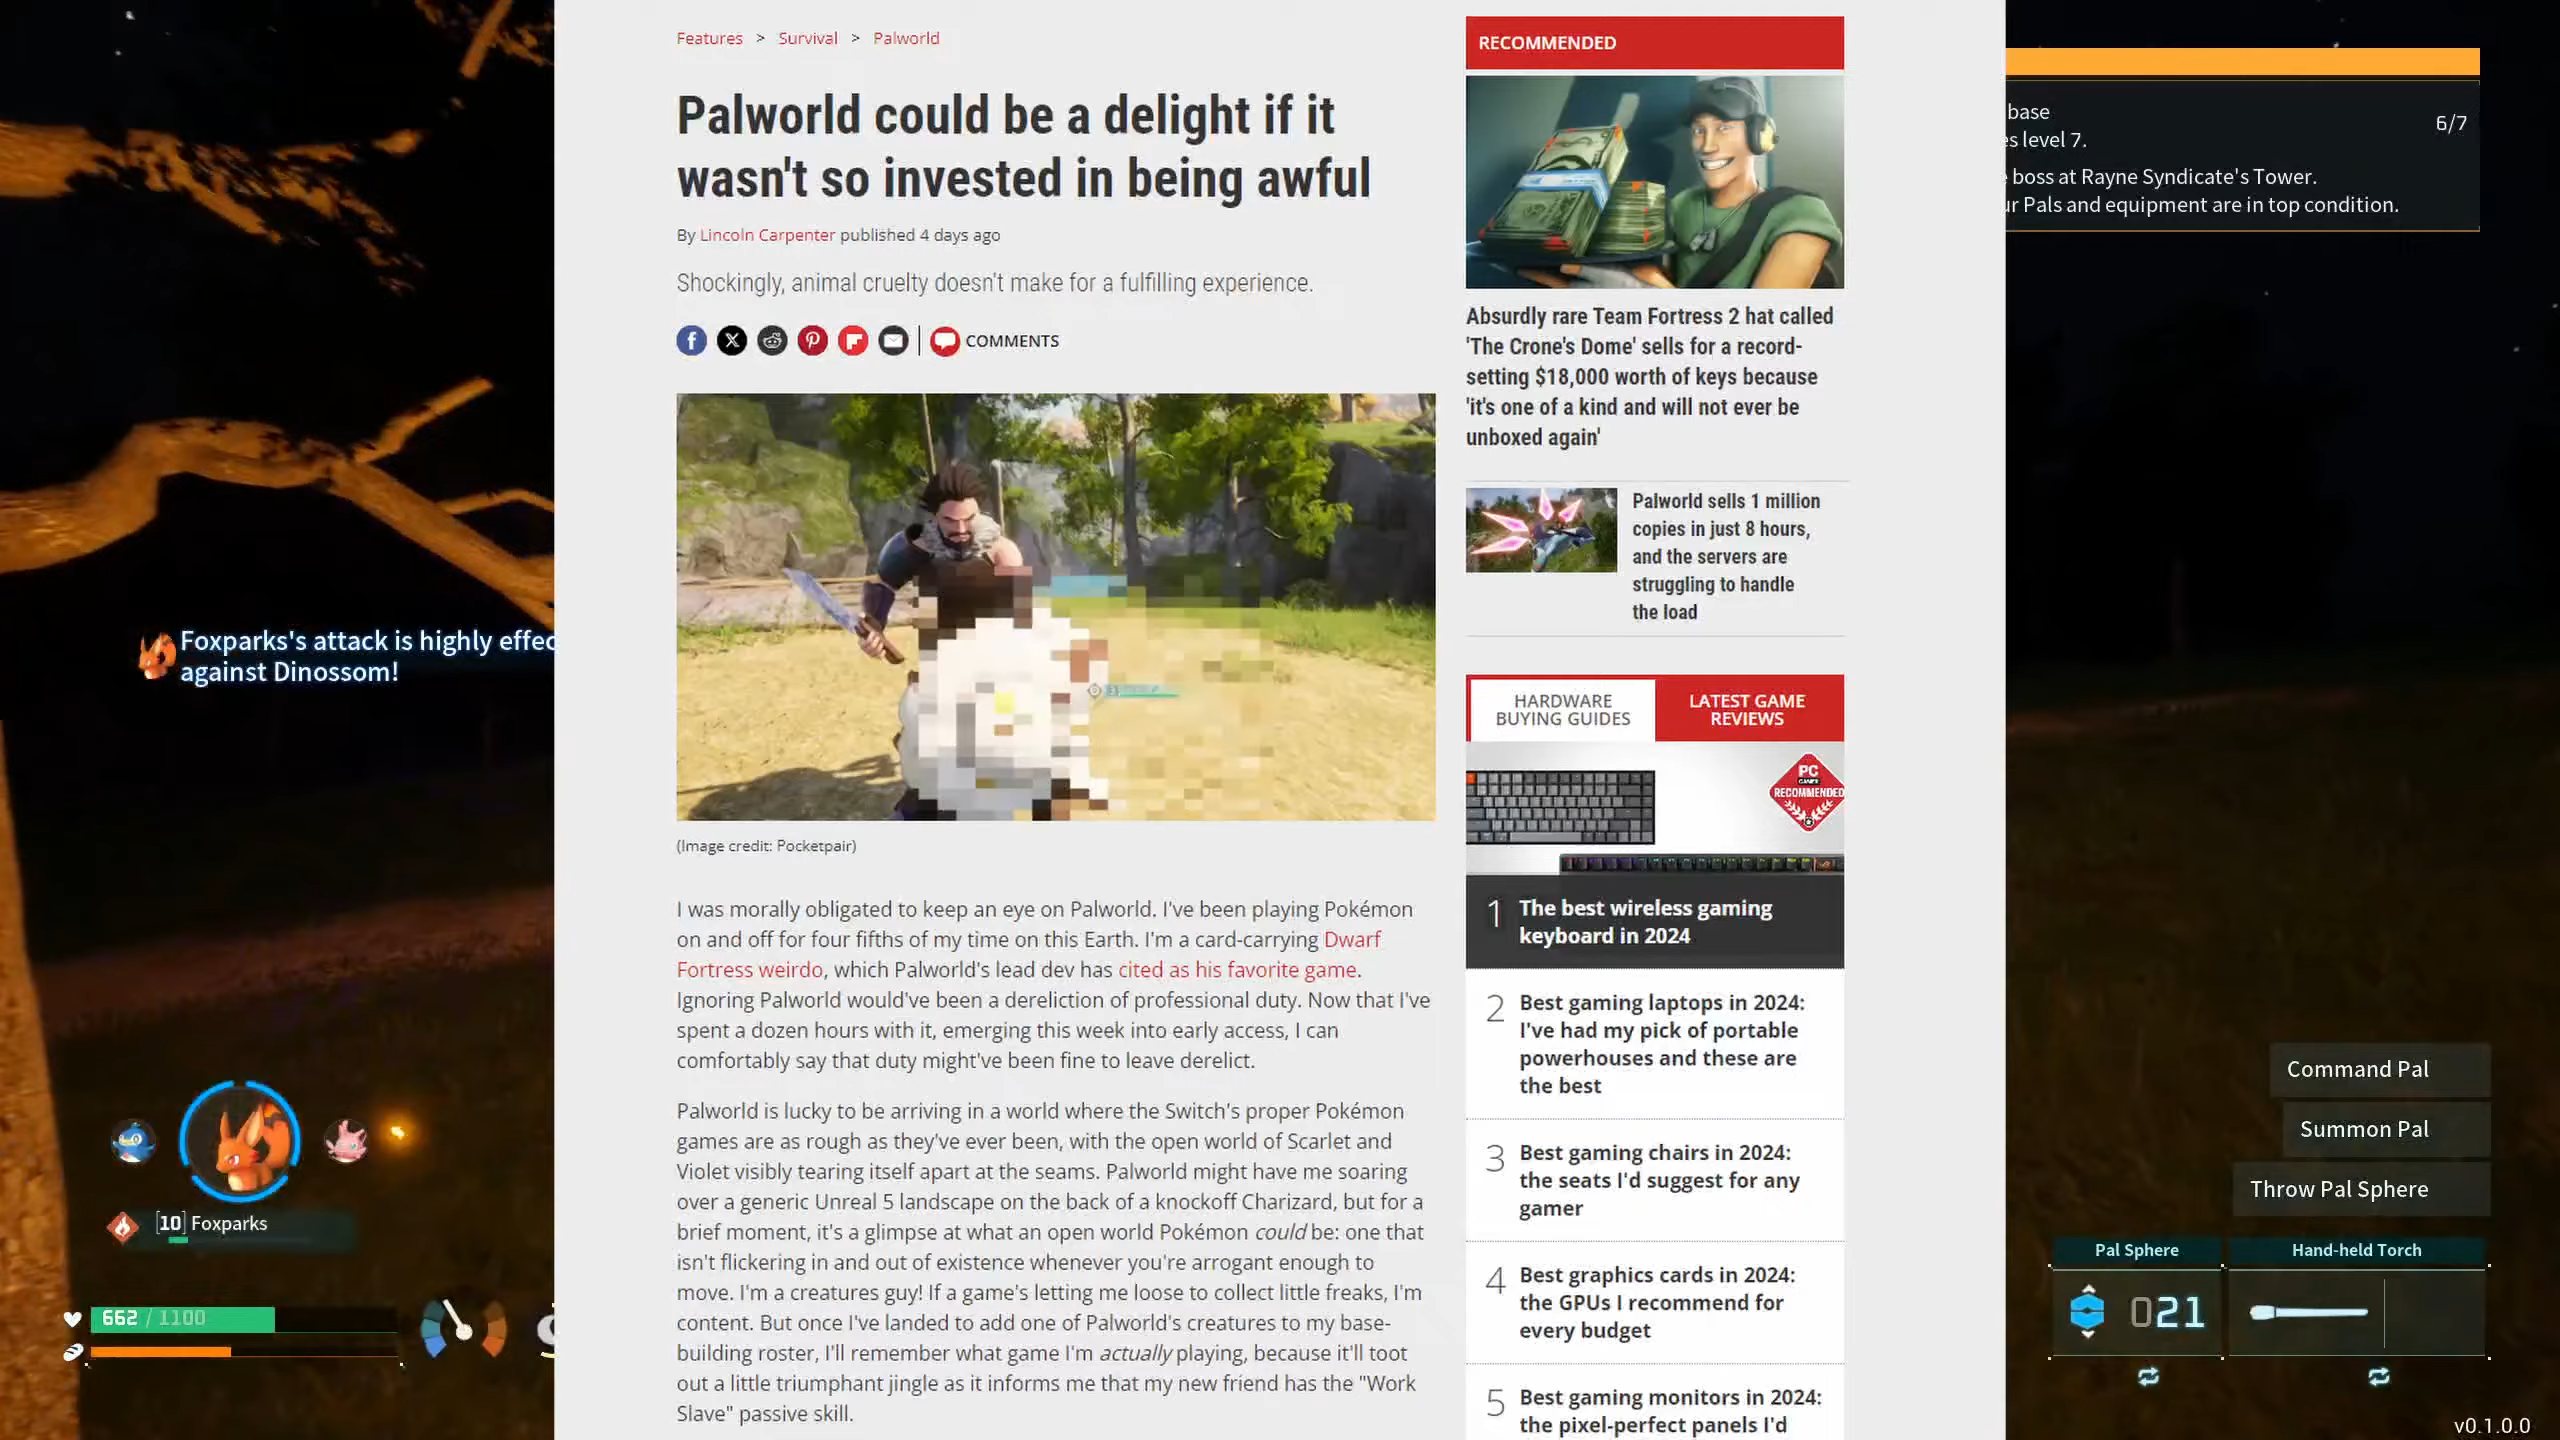 Features > Survival > Palworld
Palworld could be a delight if it
wasn't so invested in being awful
By Lincoln Carpenter published 4 days ago
Shockingly, animal cruelty doesn't make for a fulfilling experience.
COMMENTS
(Image credit: Pocketpair)
I was morally obligated to keep an eye on Palworld. I've been playing Pokémon
on and off for four fifths of my time on this Earth. I'm a card-carrying Dwarf
Fortress weirdo, which Palworld's lead dev has cited as his favorite game.
Ignoring Palworld would've been a dereliction of professional duty. Now that I've
spent a dozen hours with it, emerging this week into early access, I can
comfortably say that duty might've been fine to leave derelict.
Palworld is lucky to be arriving in a world where the Switch's proper Pokémon
games are as rough as they've ever been, with the open world of Scarlet and
Violet visibly tearing itself apart at the seams. Palworld might have me soaring
over a generic Unreal 5 landscape on the back of a knockoff Charizard, but for a
brief moment, it's a glimpse at what an open world Pokémon could be: one that
isn't flickering in and out of existence whenever you're arrogant enough to
move. I'm a creatures guy! If a game's letting me loose to collect little freaks, I'm
content. But once I've landed to add one of Palworld's creatures to my base-
building roster, I'll remember what game I'm actually playing, because it'll toot
out a little triumphant jingle as it informs me that my new friend has the "Work
Slave" passive skill.
RECOMMENDED
Absurdly rare Team Fortress 2 hat called
'The Crone's Dome' sells for a record-
setting $18,000 worth of keys because
'it's one of a kind and will not ever be
unboxed again'
Palworld sells 1 million
copies in just 8 hours,
and the servers are
struggling to handle
the load
HARDWARE
BUYING GUIDES
LATEST GAME
REVIEWS
PC
GAMER
RECOMMENDED
1 The best wireless gaming
keyboard in 2024
2 Best gaming laptops in 2024:
I've had my pick of portable
powerhouses and these are
the best
3 Best gaming chairs in 2024:
the seats I'd suggest for any
gamer
4 Best graphics cards in 2024:
the GPUs I recommend for
every budget
5 Best gaming monitors in 2024:
the pixel-perfect panels I'd
Foxparks's attack is highly effec
against Dinossom!
[10] Foxparks
662 / 1100
base
es level 7.
6/7
boss at Rayne Syndicate's Tower.
ur Pals and equipment are in top condition.
Command Pal
Summon Pal
Throw Pal Sphere
Pal Sphere
021
Hand-held Torch
v0.1.0.0